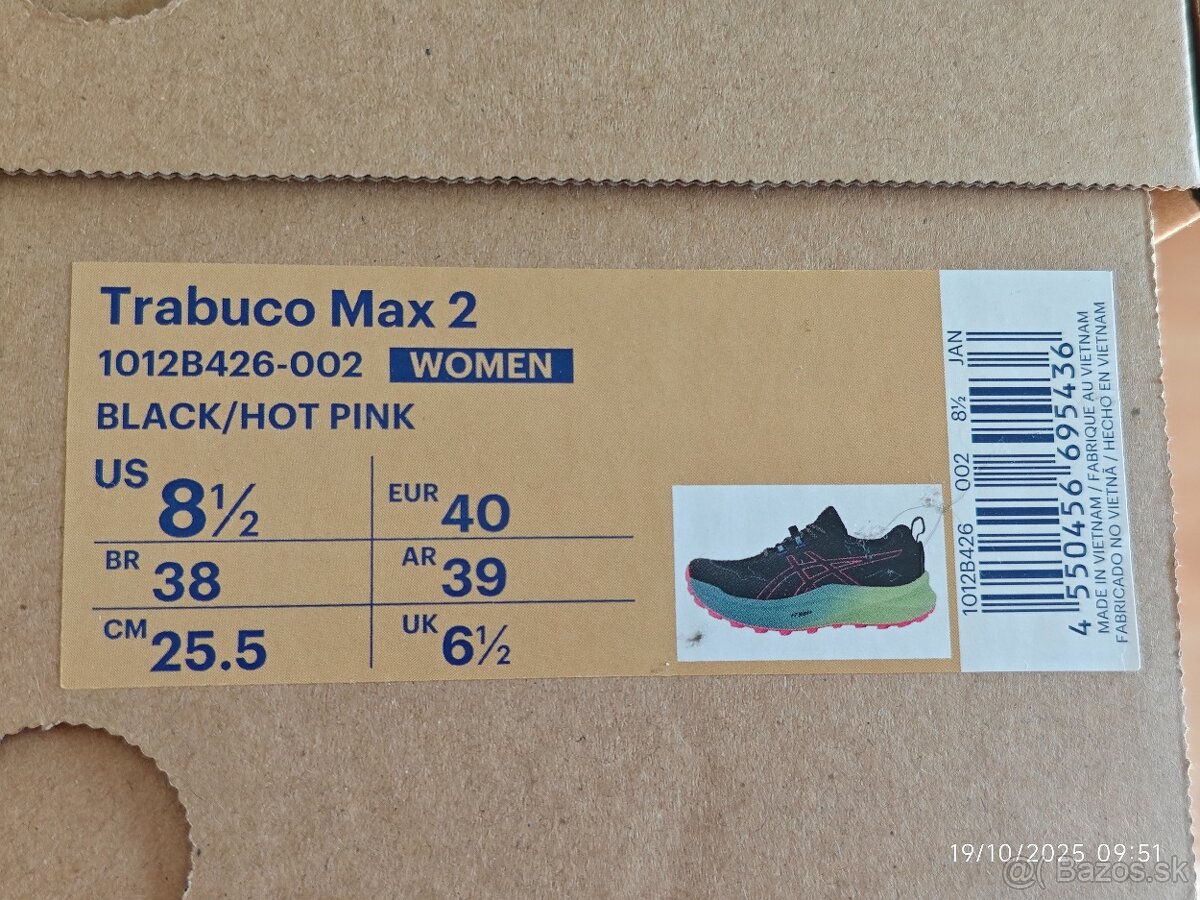 Trabuco Max 2
1012B426-002 WOMEN
BLACK/HOT PINK
US 8½ EUR 40
BR 38 AR 39
CM 25.5 UK 6½
1012B426 002 8½ JAN
4 550456 695436
MADE IN VIETNAM / FABRIQUE AU VIETNAM
FABRICADO NO VIETNÃ / HECHO EN VIETNAM
19/10/2025 09:51
@( Bazos.sk